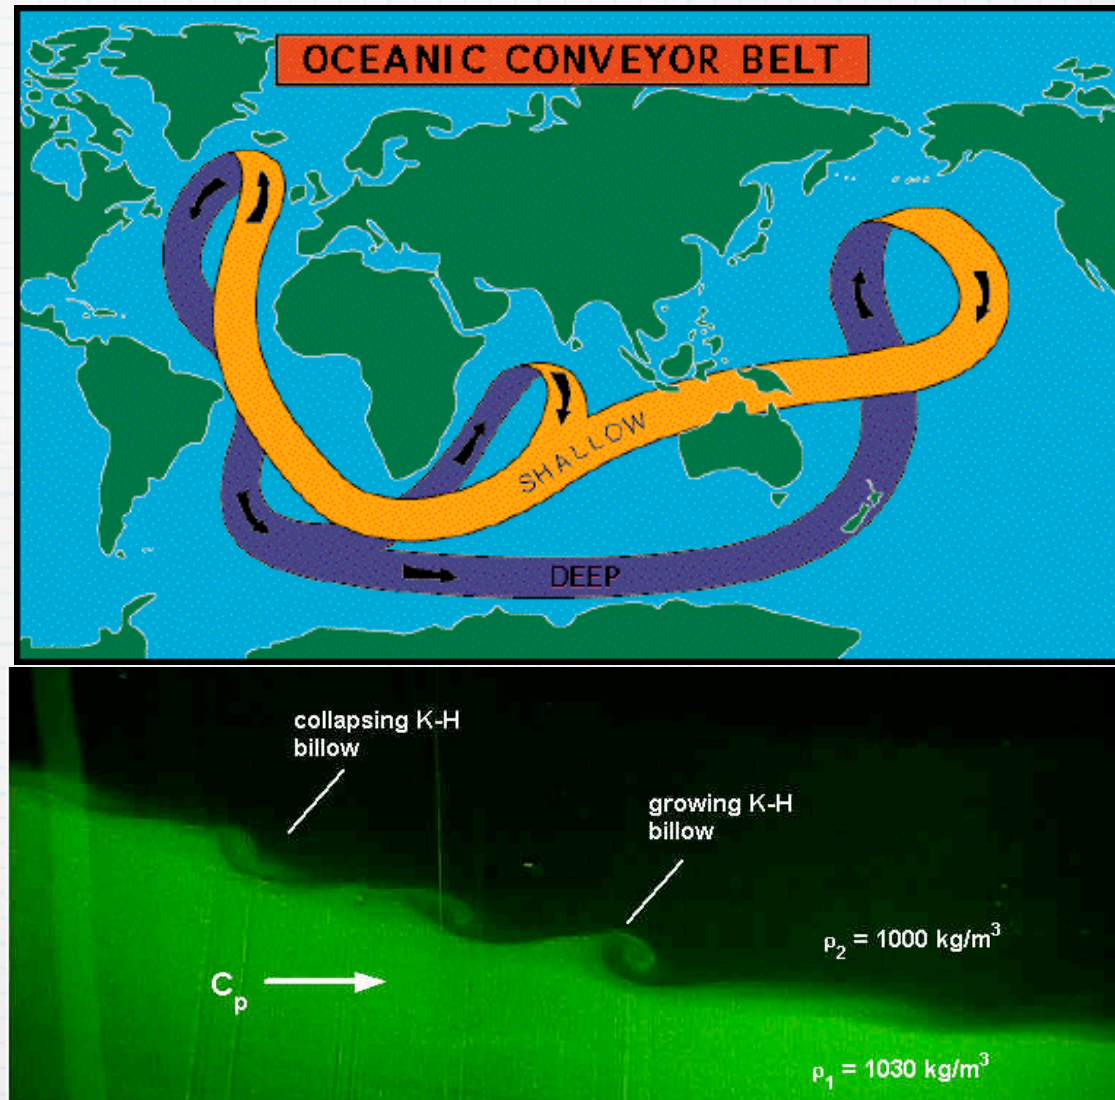 OCEANIC CONVEYOR BELT
SHALLOW
DEEP
collapsing K-H
billow
growing K-H
billow
ρ₂ = 1000 kg/m³
Cₚ
ρ₁ = 1030 kg/m³